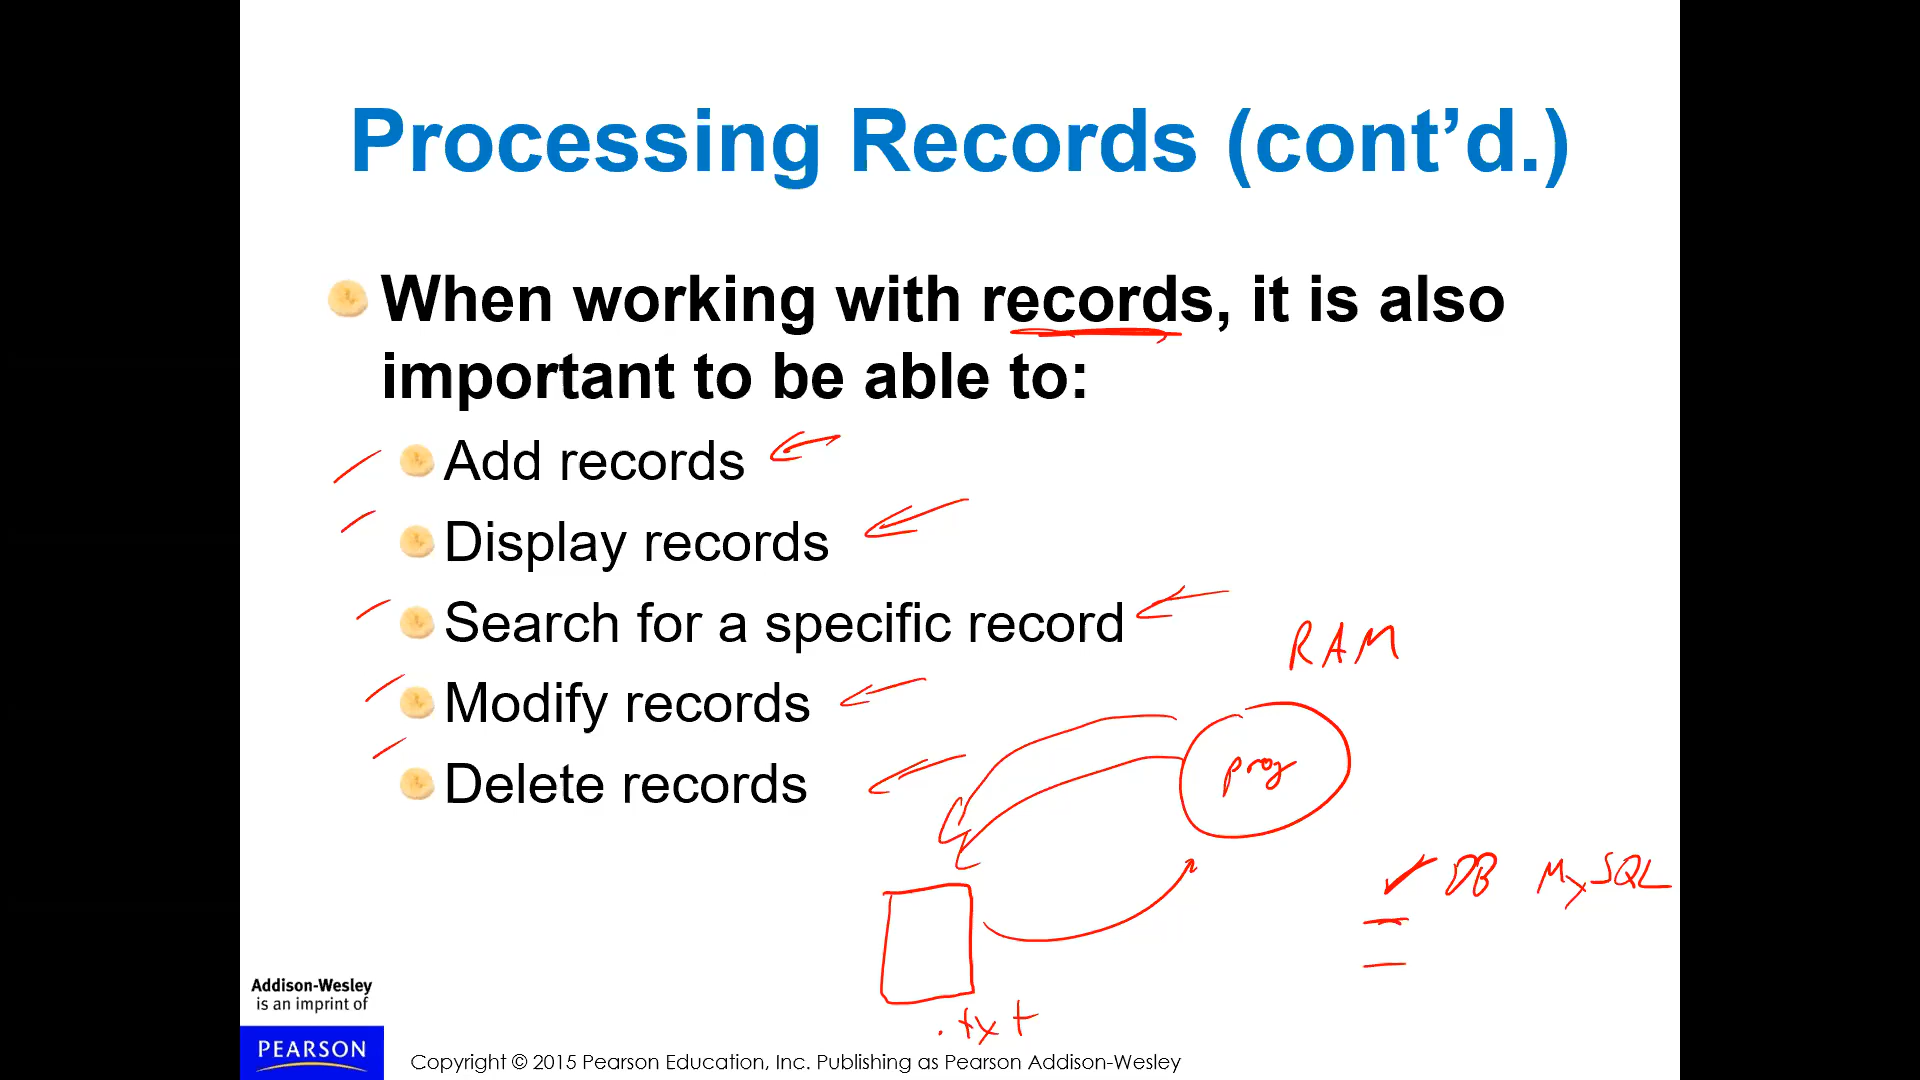 Processing Records (cont’d.)
When working with records, it is also
important to be able to:
Add records
Display records
Search for a specific record
Modify records
Delete records
RAM
prog
DB MySQL
.txt
Addison-Wesley
is an imprint of
PEARSON
Copyright © 2015 Pearson Education, Inc. Publishing as Pearson Addison-Wesley